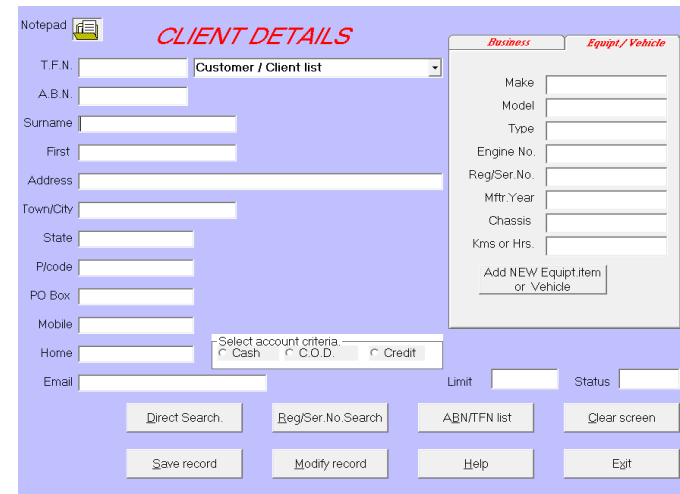 Notepad
CLIENT DETAILS
Business
Equipt./ Vehicle
T.F.N.
Customer / Client list
A.B.N.
Surname
First
Address
Town/City
State
P/code
PO Box
Mobile
Home
Email
Make
Model
Type
Engine No.
Reg/Ser.No.
Mftr.Year
Chassis
Kms or Hrs.
Add NEW Equipt.item
or Vehicle
Select account criteria.
Cash C.O.D. Credit
Limit
Status
Direct Search. Reg/Ser.No.Search ABN/TFN list Clear screen
Save record Modify record Help Exit